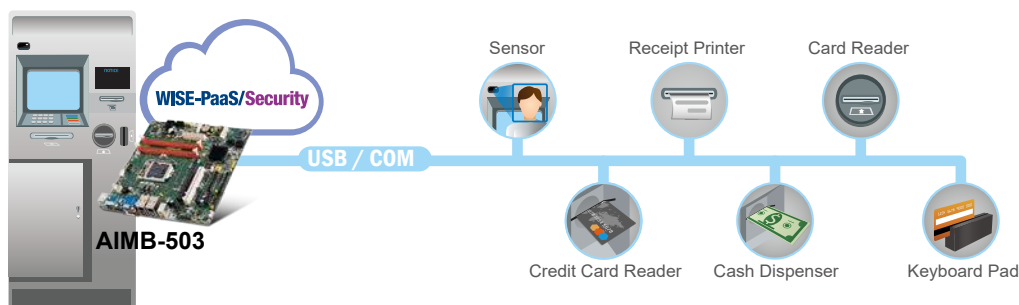 Sensor
Receipt Printer
Card Reader
WISE-PaaS/Security
USB / COM
AIMB-503
Credit Card Reader
Cash Dispenser
Keyboard Pad